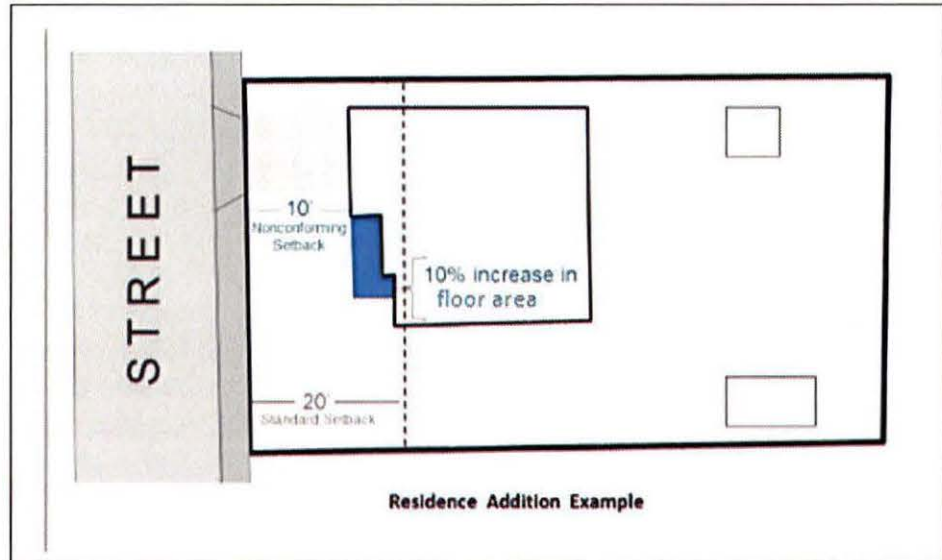 STREET
10'
Nonconforming
Setback
10% increase in
floor area
20'
Standard Setback
Residence Addition Example